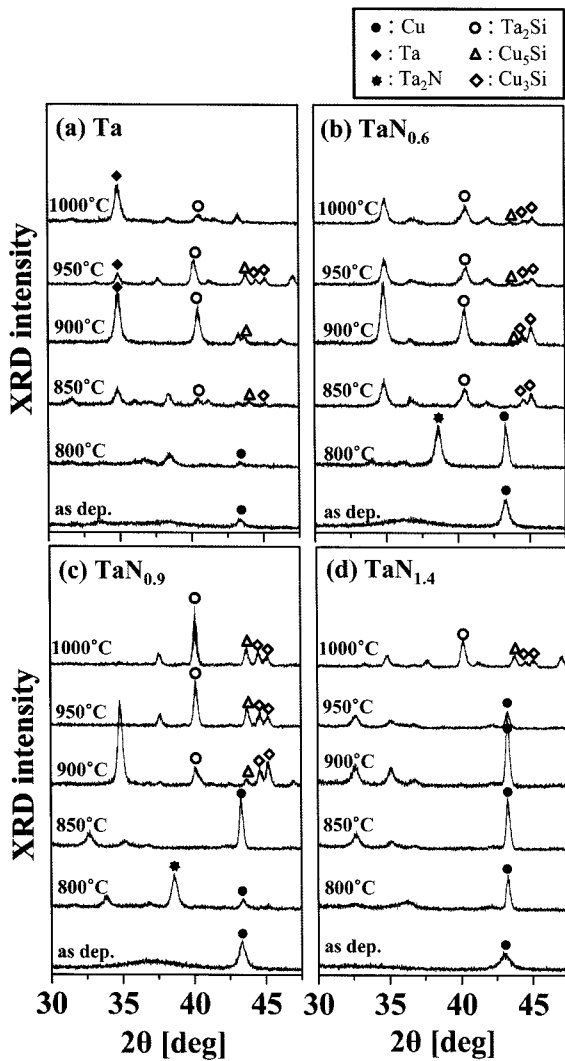 ● : Cu ○ : Ta₂Si
◆ : Ta △ : Cu₅Si
✱ : Ta₂N ◇ : Cu₃Si
XRD intensity
(a) Ta
1000°C
950°C
900°C
850°C
800°C
as dep.
(b) TaN₀.₆
1000°C
950°C
900°C
850°C
800°C
as dep.
XRD intensity
(c) TaN₀.₉
1000°C
950°C
900°C
850°C
800°C
as dep.
(d) TaN₁.₄
1000°C
950°C
900°C
850°C
800°C
as dep.
30 35 40 45 30 35 40 45
2θ [deg] 2θ [deg]